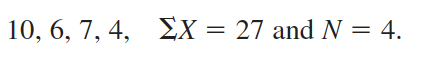 10, 6, 7, 4, ΣX = 27 and N = 4.